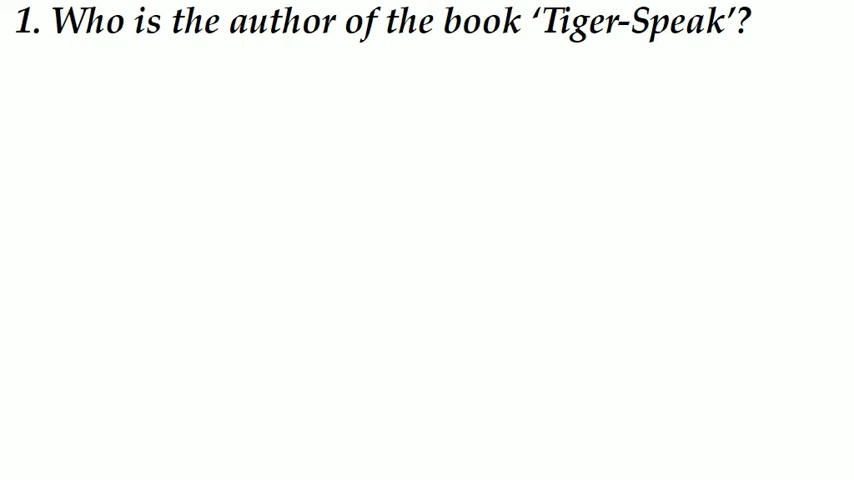 1. Who is the author of the book ‘Tiger-Speak’?